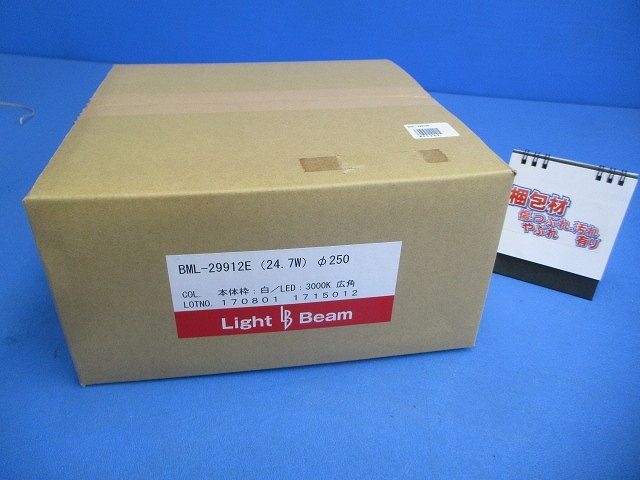 BML-29912E (24.7W) φ250
COL. 本体枠：白／LED：3000K 広角
LOTNO. 170801 1715012
Light LB Beam
梱包材
傷つぶれ・汚れ
やぶれ 有り